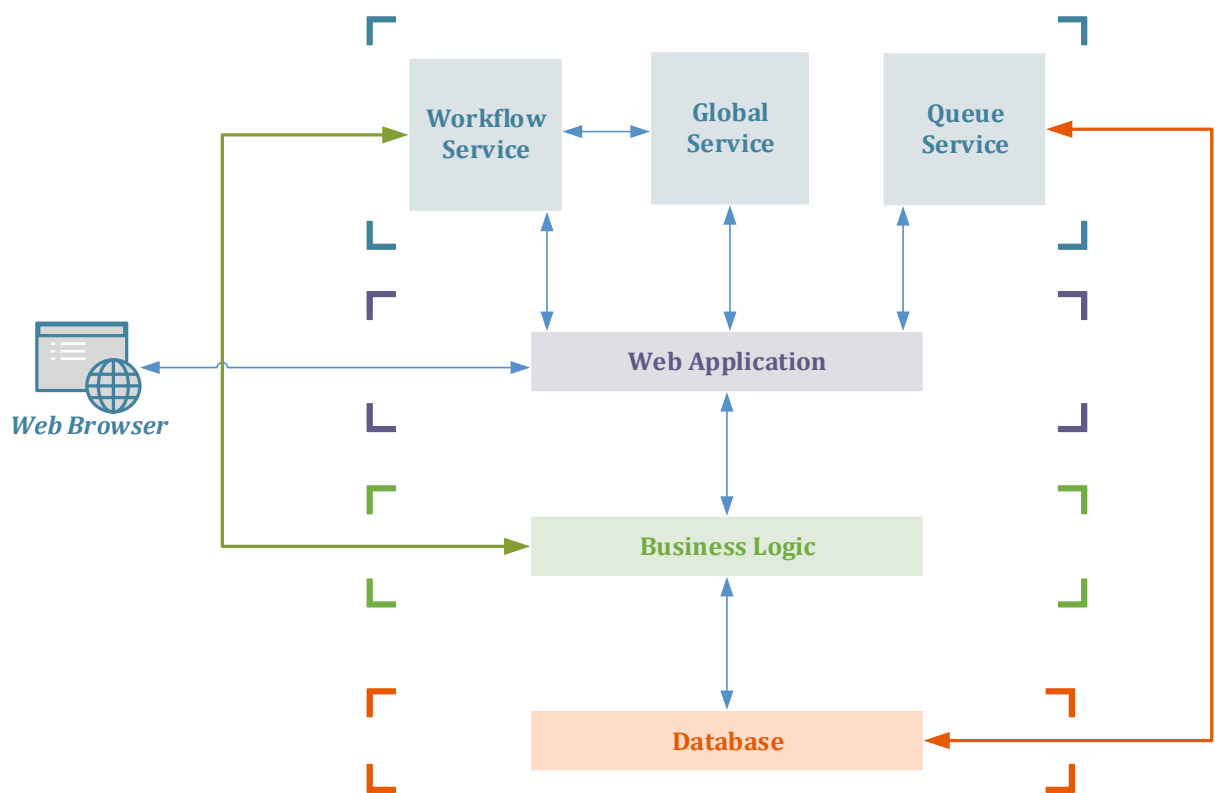 Workflow
Service
Global
Service
Queue
Service
Web Application
Web Browser
Business Logic
Database